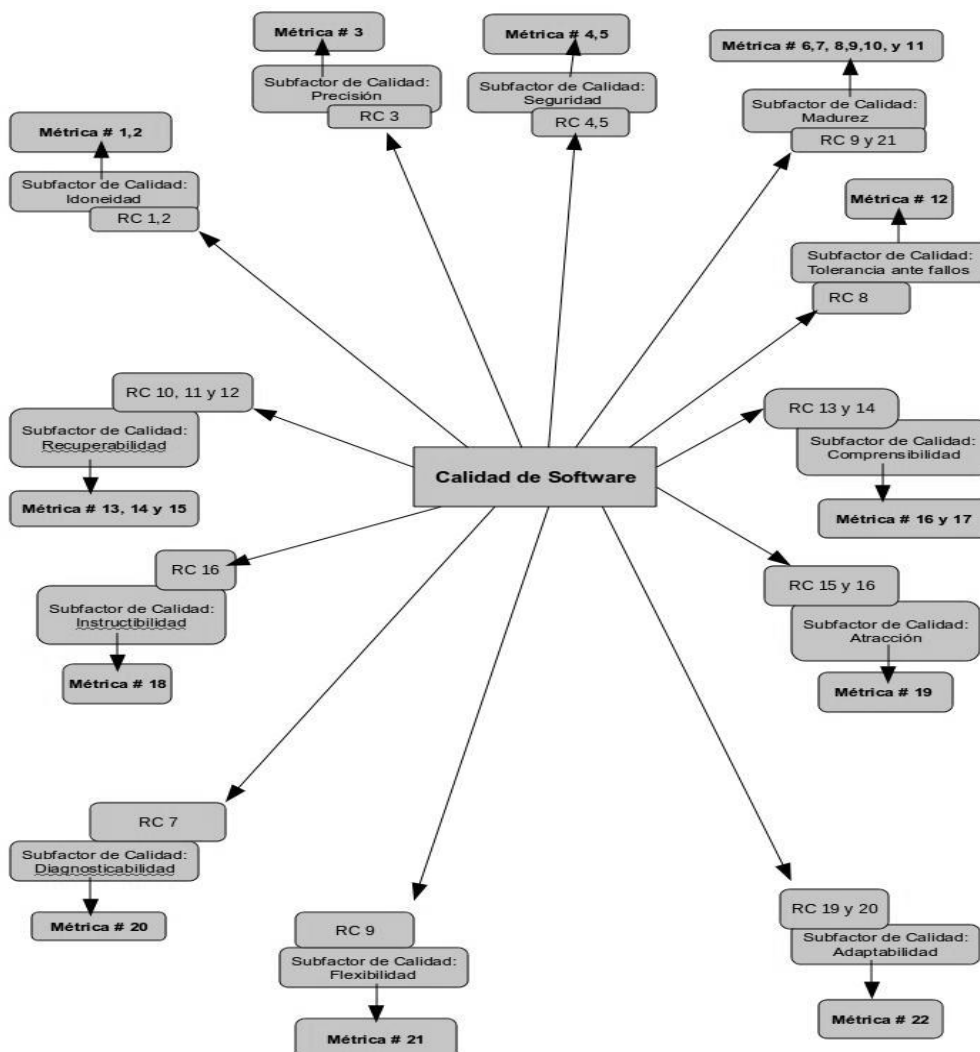 Métrica # 3
Subfactor de Calidad:
Precisión
RC 3
Métrica # 4,5
Subfactor de Calidad:
Seguridad
RC 4,5
Métrica # 6,7, 8,9,10, y 11
Subfactor de Calidad:
Madurez
RC 9 y 21
Métrica # 1,2
Subfactor de Calidad:
Idoneidad
RC 1,2
Métrica # 12
Subfactor de Calidad:
Tolerancia ante fallos
RC 8
RC 10, 11 y 12
Subfactor de Calidad:
Recuperabilidad
Métrica # 13, 14 y 15
Calidad de Software
RC 13 y 14
Subfactor de Calidad:
Comprensibilidad
Métrica # 16 y 17
RC 16
Subfactor de Calidad:
Instructibilidad
Métrica # 18
RC 15 y 16
Subfactor de Calidad:
Atracción
Métrica # 19
RC 7
Subfactor de Calidad:
Diagnosticabilidad
Métrica # 20
RC 9
Subfactor de Calidad:
Flexibilidad
Métrica # 21
RC 19 y 20
Subfactor de Calidad:
Adaptabilidad
Métrica # 22